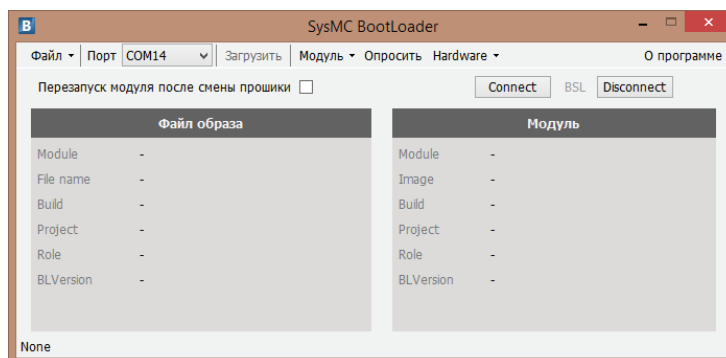 B SysMC BootLoader
Файл Порт COM14 Загрузить Модуль Опросить Hardware О программе
Перезапуск модуля после смены прошики Connect BSL Disconnect
Файл образа
Module -
File name -
Build -
Project -
Role -
BLVersion -
Модуль
Module -
Image -
Build -
Project -
Role -
BLVersion -
None